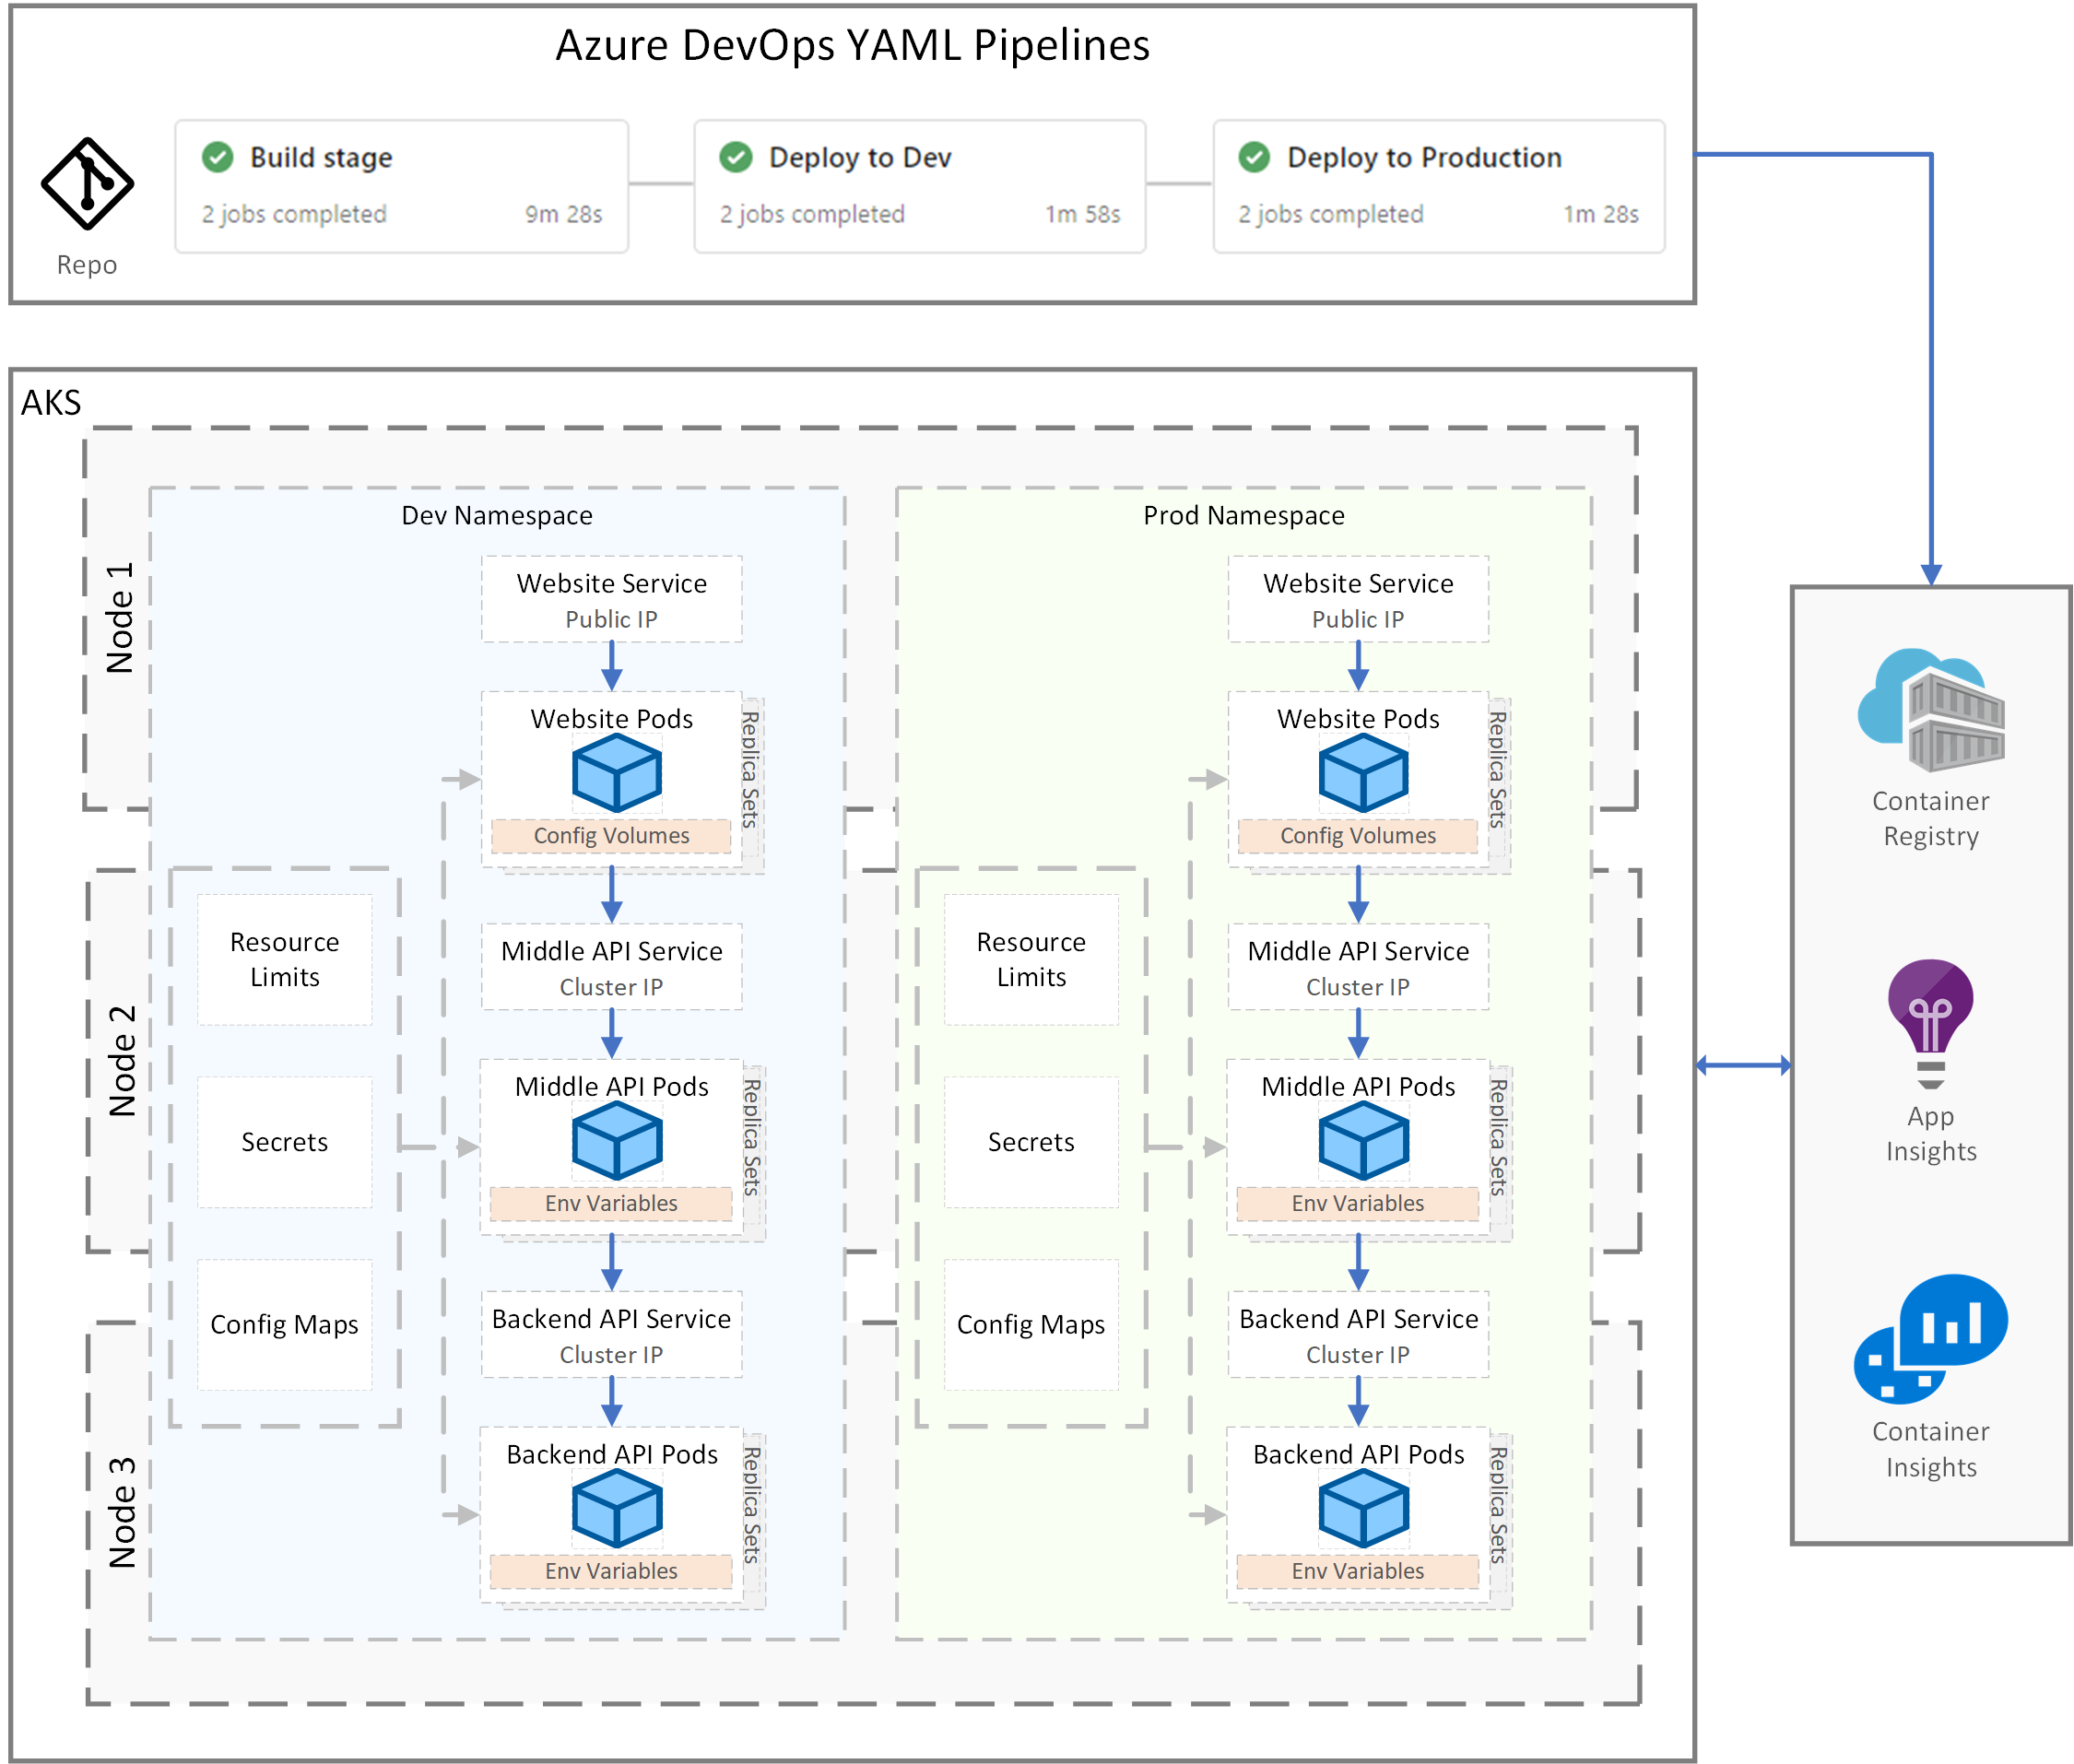 Azure DevOps YAML Pipelines
Repo
Build stage
2 jobs completed 9m 28s
Deploy to Dev
2 jobs completed 1m 58s
Deploy to Production
2 jobs completed 1m 28s
AKS
Node 1
Node 2
Node 3
Dev Namespace
Website Service
Public IP
Website Pods
Config Volumes
Replica Sets
Middle API Service
Cluster IP
Middle API Pods
Env Variables
Replica Sets
Backend API Service
Cluster IP
Backend API Pods
Env Variables
Replica Sets
Resource
Limits
Secrets
Config Maps
Prod Namespace
Website Service
Public IP
Website Pods
Config Volumes
Replica Sets
Middle API Service
Cluster IP
Middle API Pods
Env Variables
Replica Sets
Backend API Service
Cluster IP
Backend API Pods
Env Variables
Replica Sets
Resource
Limits
Secrets
Config Maps
Container
Registry
App
Insights
Container
Insights